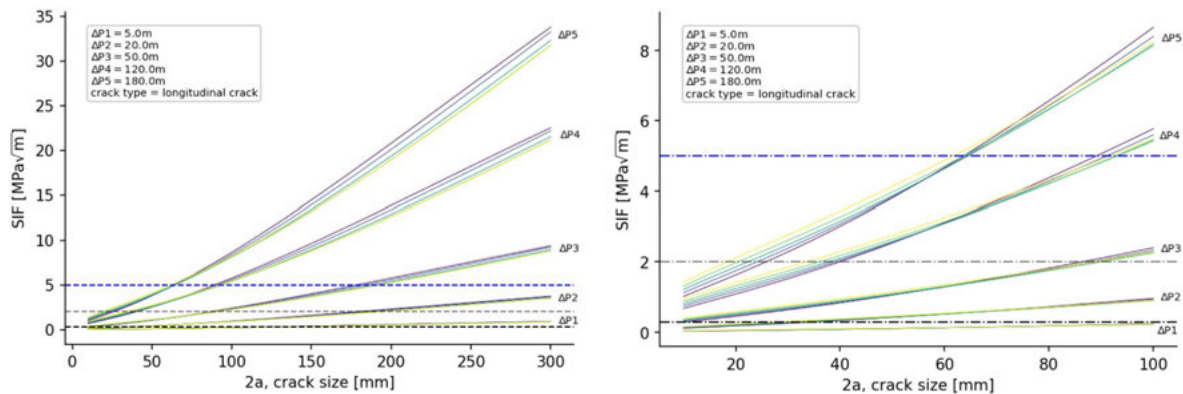 35
30
25
20
15
10
5
0
SIF [MPa√m]
ΔP1 = 5.0m
ΔP2 = 20.0m
ΔP3 = 50.0m
ΔP4 = 120.0m
ΔP5 = 180.0m
crack type = longitudinal crack
ΔP5
ΔP4
ΔP3
ΔP2
ΔP1
0 50 100 150 200 250 300
2a, crack size [mm]
8
6
4
2
0
SIF [MPa√m]
ΔP1 = 5.0m
ΔP2 = 20.0m
ΔP3 = 50.0m
ΔP4 = 120.0m
ΔP5 = 180.0m
crack type = longitudinal crack
ΔP5
ΔP4
ΔP3
ΔP2
ΔP1
20 40 60 80 100
2a, crack size [mm]